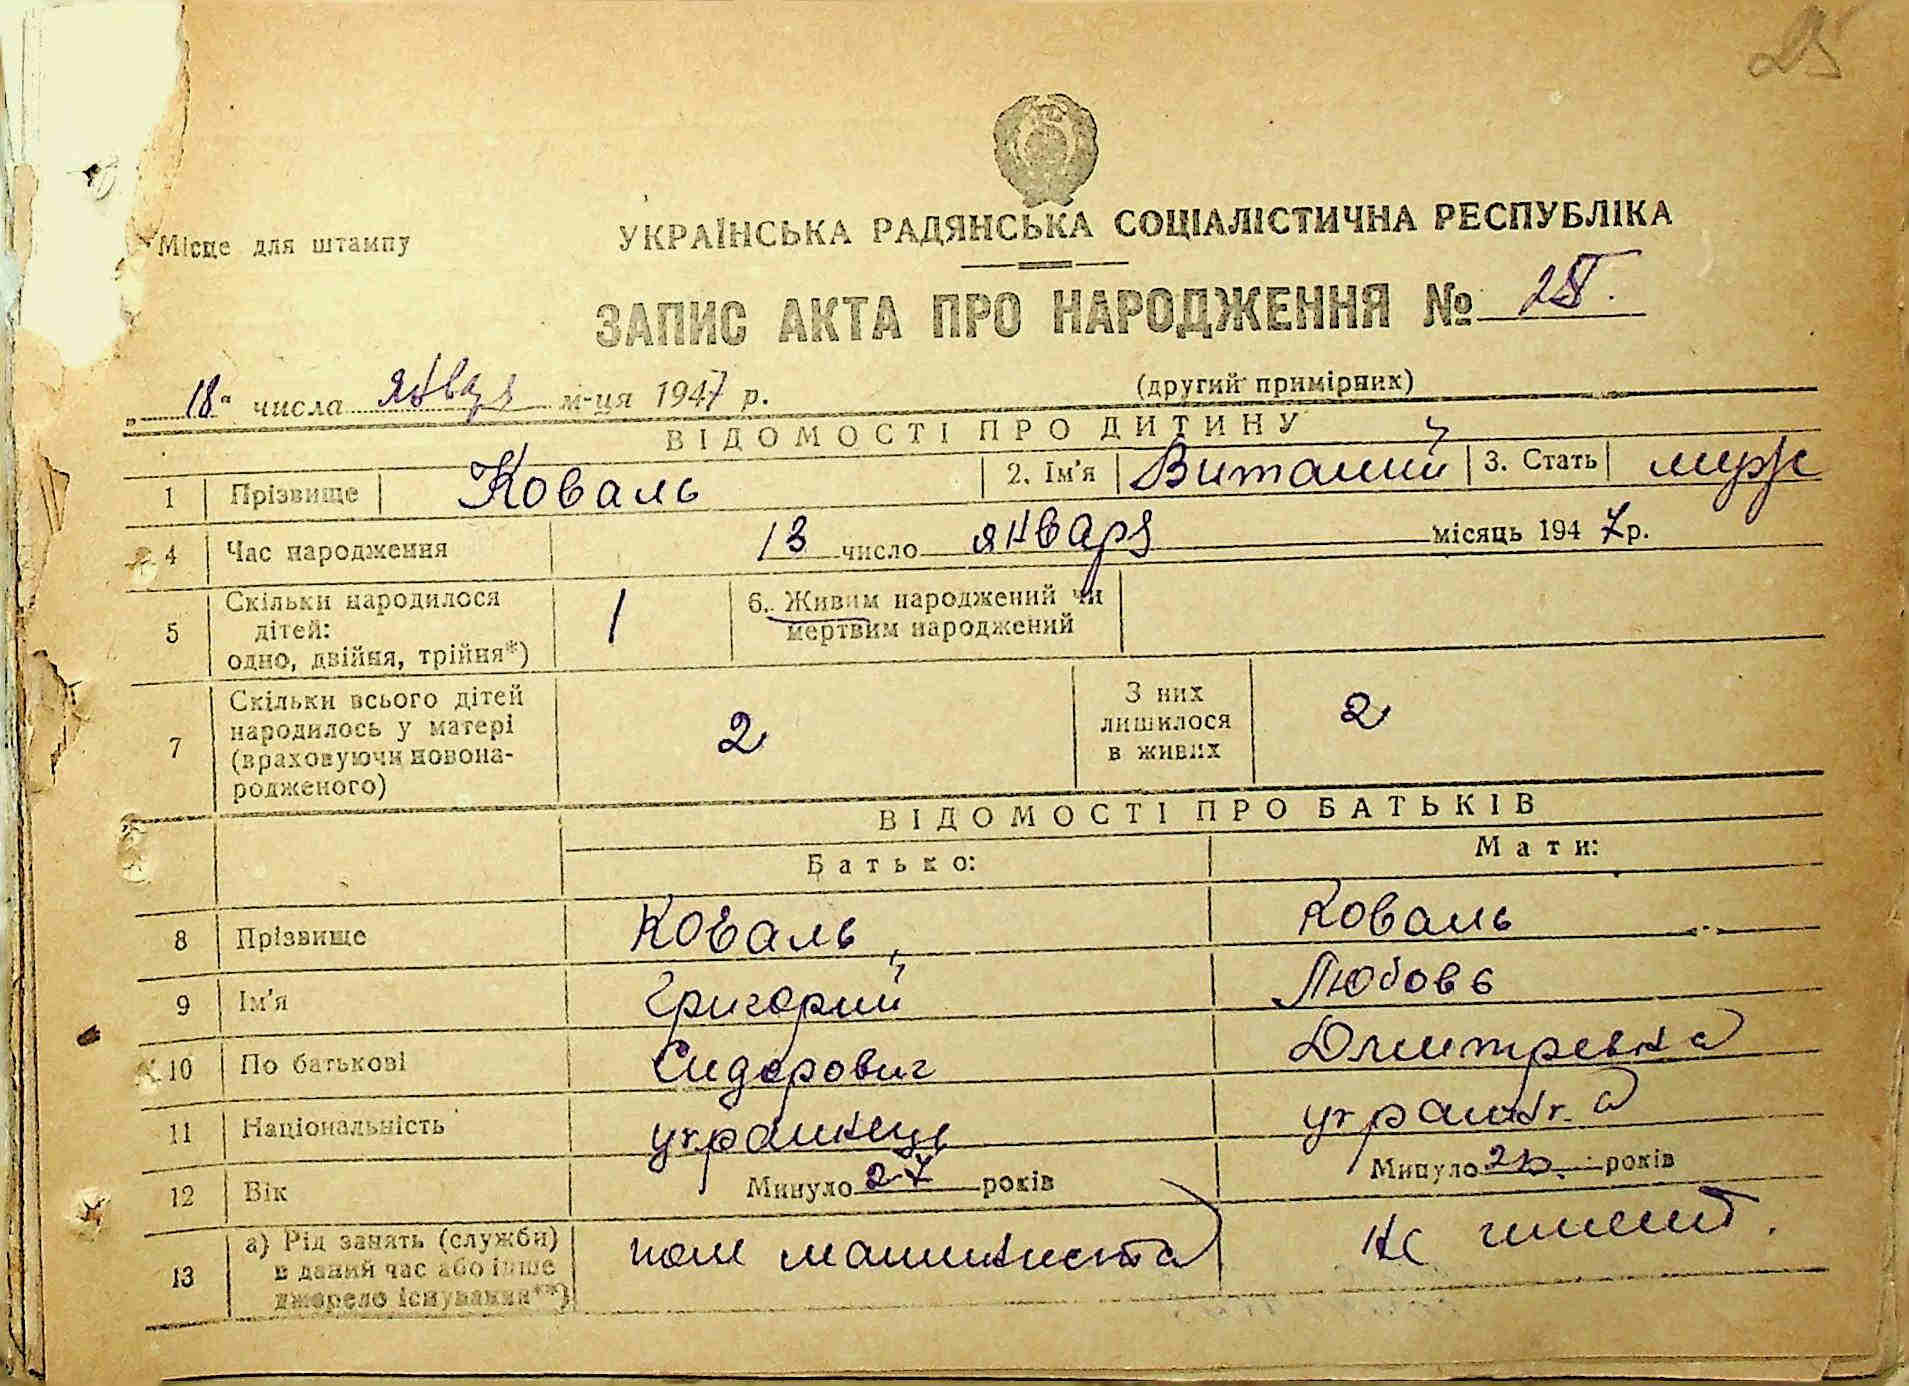 25
Місце для штампу
УКРАЇНСЬКА РАДЯНСЬКА СОЦІАЛІСТИЧНА РЕСПУБЛІКА
ЗАПИС АКТА ПРО НАРОДЖЕННЯ № 25.
„18“ числа января м-ця 1947 р. (другий примірник)
ВІДОМОСТІ ПРО ДИТИНУ
1 Прізвище Коваль 2. Ім'я Виталий 3. Стать муж
4 Час народження 13 число января місяць 1947 р.
5 Скільки народилося дітей: одно, двійня, трійня*) 1 6. Живим народжений чи мертвим народжений
7 Скільки всього дітей народилось у матері (враховуючи новонародженого) 2 З них лишилося в живих 2
ВІДОМОСТІ ПРО БАТЬКІВ
Батько: Мати:
8 Прізвище Коваль Коваль
9 Ім'я Григорий Любовь
10 По батькові Сидорович Дмитревна
11 Національність украинець украинка
12 Вік Минуло 27 років Минуло років
13 а) Рід занять (служби) в даний час або інше джерело існування**) пом машиниста не